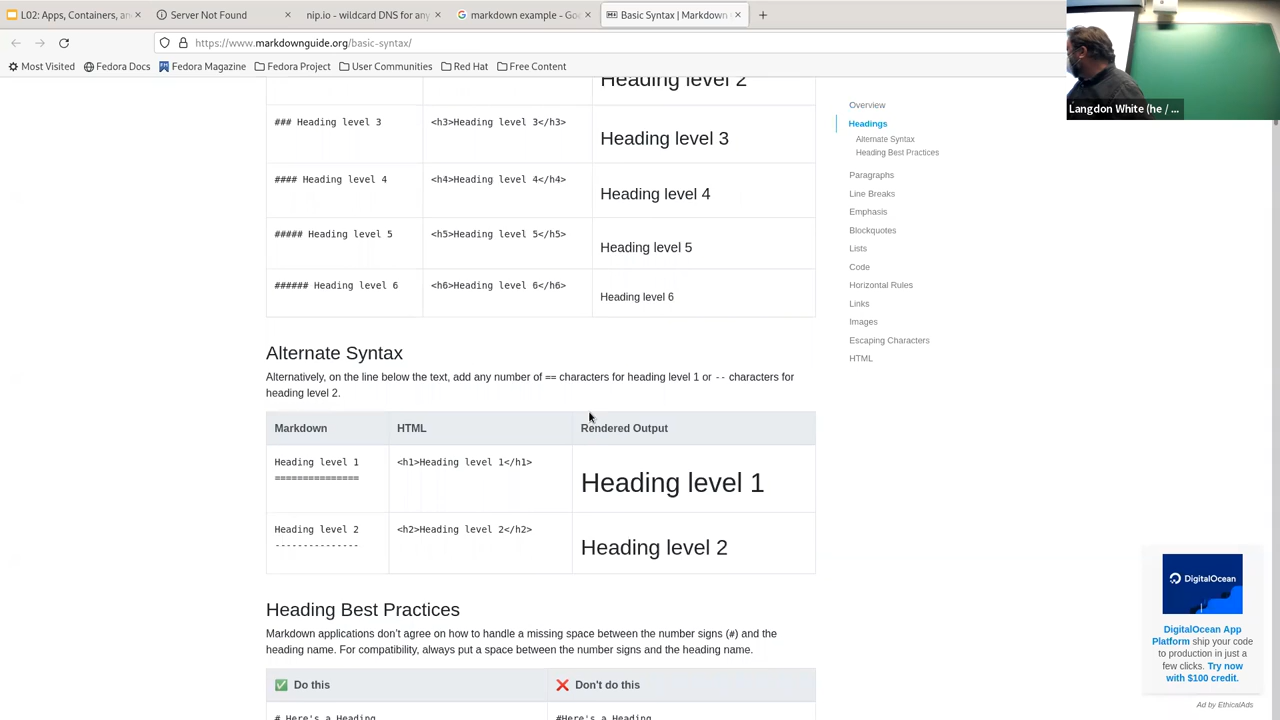 L02: Apps, Containers, an
Server Not Found
nip.io - wildcard DNS for
markdown example - Goo
Basic Syntax | Markdown
https://www.markdownguide.org/basic-syntax/
Most Visited
Fedora Docs
Fedora Magazine
Fedora Project
User Communities
Red Hat
Free Content
Langdon White (he / ...
Heading level 2
### Heading level 3
<h3>Heading level 3</h3>
Heading level 3
#### Heading level 4
<h4>Heading level 4</h4>
Heading level 4
##### Heading level 5
<h5>Heading level 5</h5>
Heading level 5
###### Heading level 6
<h6>Heading level 6</h6>
Heading level 6
Alternate Syntax
Alternatively, on the line below the text, add any number of == characters for heading level 1 or -- characters for
heading level 2.
Markdown
HTML
Rendered Output
Heading level 1
===============
<h1>Heading level 1</h1>
Heading level 1
Heading level 2
---------------
<h2>Heading level 2</h2>
Heading level 2
Heading Best Practices
Markdown applications don't agree on how to handle a missing space between the number signs (#) and the
heading name. For compatibility, always put a space between the number signs and the heading name.
✅ Do this
❌ Don't do this
# Here's a Heading
#Here's a Heading
Overview
Headings
Alternate Syntax
Heading Best Practices
Paragraphs
Line Breaks
Emphasis
Blockquotes
Lists
Code
Horizontal Rules
Links
Images
Escaping Characters
HTML
DigitalOcean
DigitalOcean App
Platform ship your code
to production in just a
few clicks. Try now
with $100 credit.
Ad by EthicalAds